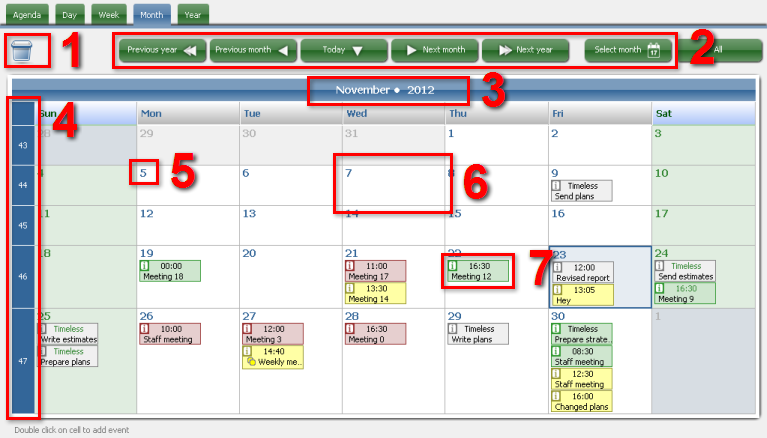 Agenda Day Week Month Year
1 Previous year Previous month Today Next month Next year Select month 17 All 2
November • 2012 3
4 Sun Mon Tue Wed Thu Fri Sat
43 28 29 30 31 1 2 3
44 4 5 5 6 7 6 8 9 10
i Timeless
Send plans
45 11 12 13 14 15 16 17
46 18 19 20 21 22 7 23 24
i 00:00 i 11:00 i 16:30 i 12:00 i Timeless
Meeting 18 Meeting 17 Meeting 12 Revised report Send estimates
i 13:30 i 13:05 i 16:30
Meeting 14 Hey Meeting 9
47 25 26 27 28 29 30 1
i Timeless i 10:00 i 12:00 i 16:30 i Timeless i Timeless
Write estimates Staff meeting Meeting 3 Meeting 0 Write plans Prepare strate..
i Timeless i 14:40 i 08:30
Prepare plans Weekly me.. Staff meeting
i 12:30
Staff meeting
i 16:00
Changed plans
Double click on cell to add event